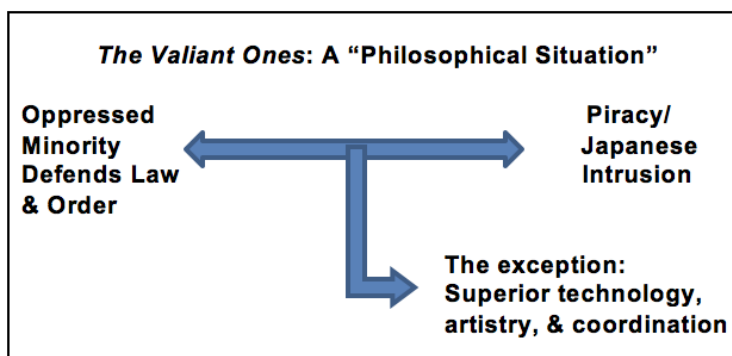 The Valiant Ones: A “Philosophical Situation”
Oppressed
Minority
Defends Law
& Order
Piracy/
Japanese
Intrusion
The exception:
Superior technology,
artistry, & coordination